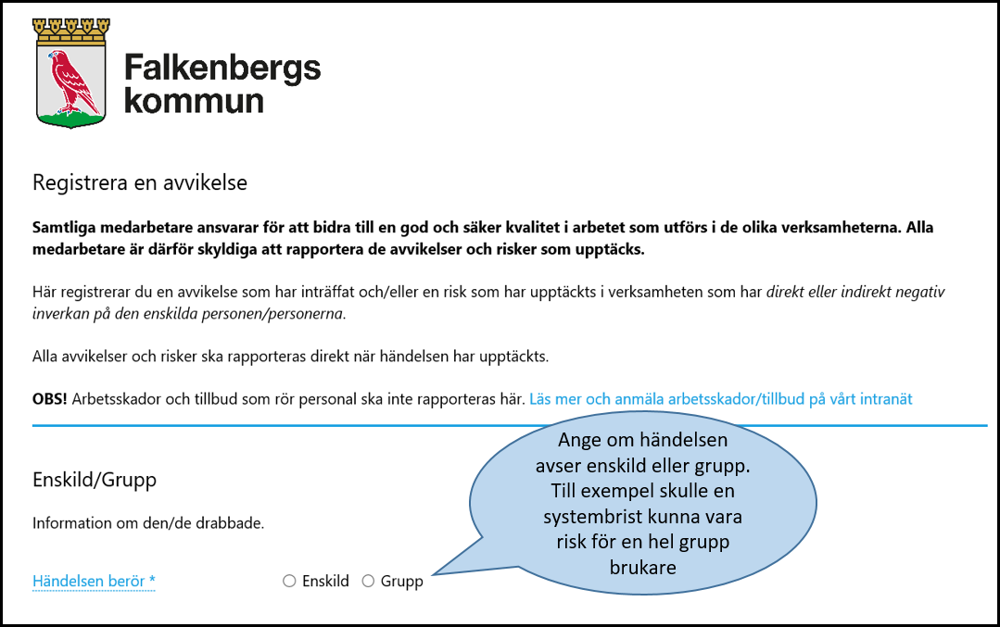 Falkenbergs
kommun
Registrera en avvikelse
Samtliga medarbetare ansvarar för att bidra till en god och säker kvalitet i arbetet som utförs i de olika verksamheterna. Alla
medarbetare är därför skyldiga att rapportera de avvikelser och risker som upptäcks.
Här registrerar du en avvikelse som har inträffat och/eller en risk som har upptäckts i verksamheten som har direkt eller indirekt negativ
inverkan på den enskilda personen/personerna.
Alla avvikelser och risker ska rapporteras direkt när händelsen har upptäckts.
OBS! Arbetsskador och tillbud som rör personal ska inte rapporteras här. Läs mer och anmäla arbetsskador/tillbud på vårt intranät
Ange om händelsen
avser enskild eller grupp.
Till exempel skulle en
systembrist kunna vara
risk för en hel grupp
brukare
Enskild/Grupp
Information om den/de drabbade.
Händelsen berör * Enskild Grupp